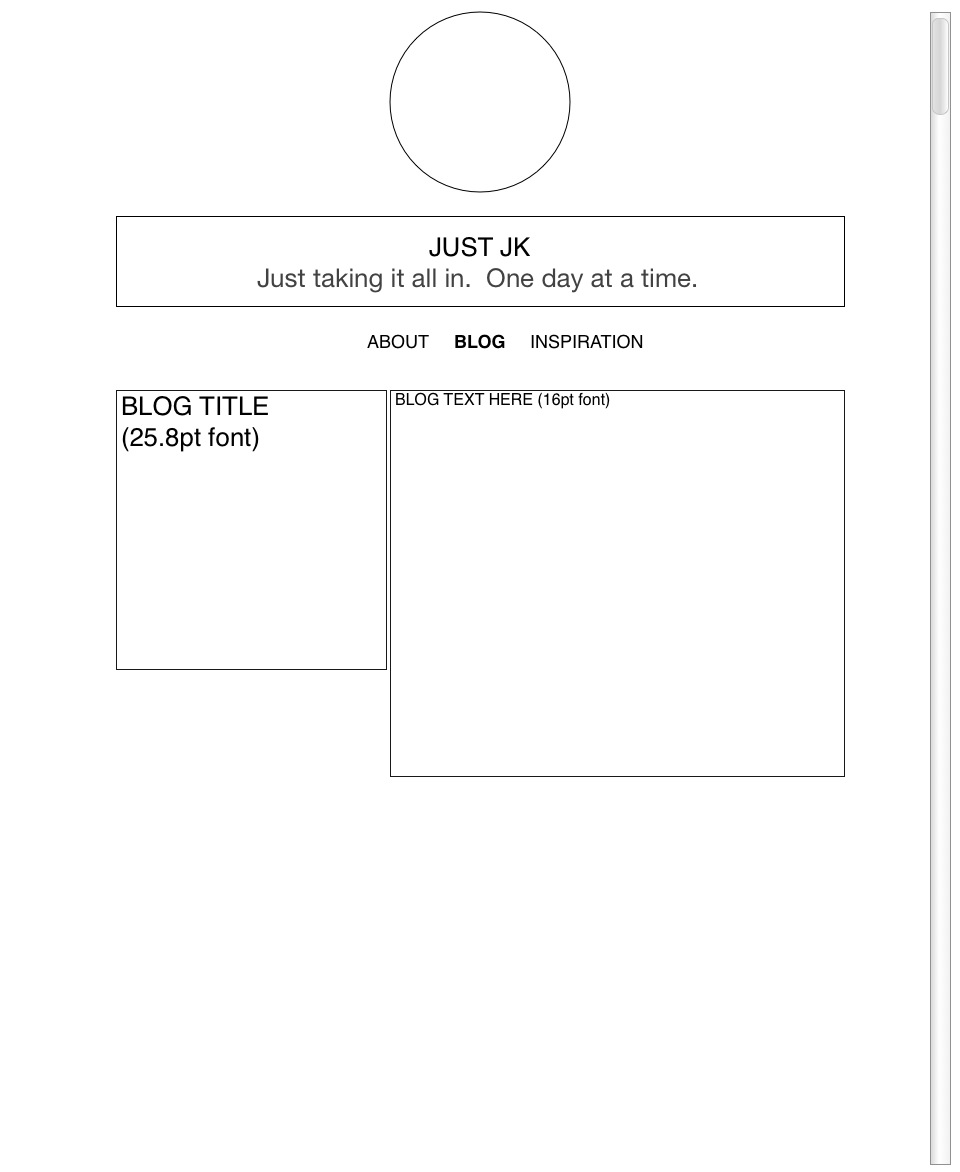 JUST JK
Just taking it all in.  One day at a time.
ABOUT BLOG INSPIRATION
BLOG TITLE
(25.8pt font)
BLOG TEXT HERE (16pt font)